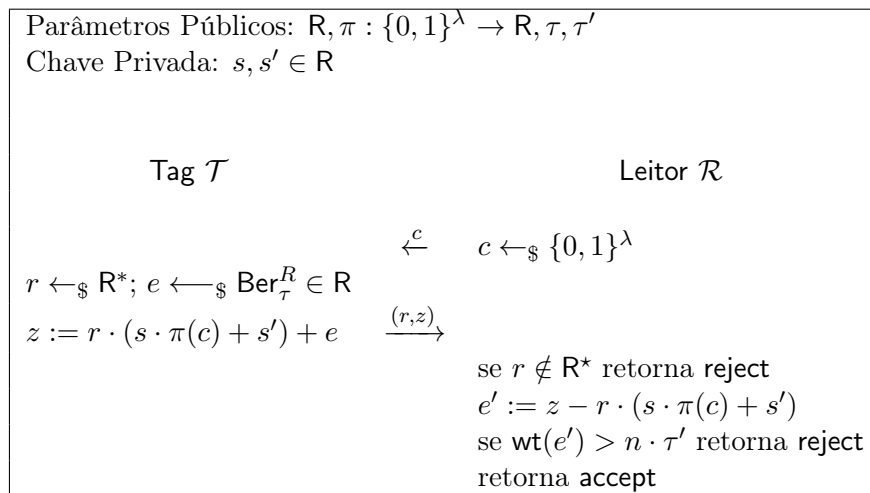 Parâmetros Públicos: R, π : {0, 1}^λ → R, τ, τ′
Chave Privada: s, s′ ∈ R
Tag 𝒯 Leitor ℛ
c ← c ←$ {0, 1}^λ
r ←$ R*; e ⟵$ Ber_τ^R ∈ R
z := r · (s · π(c) + s′) + e (r,z) ⟶
se r ∉ R⋆ retorna reject
e′ := z − r · (s · π(c) + s′)
se wt(e′) > n · τ′ retorna reject
retorna accept